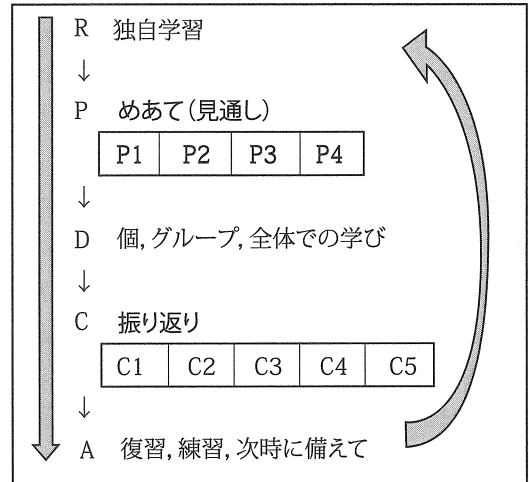 R 独自学習
↓
P めあて(見通し)
P1 P2 P3 P4
↓
D 個,グループ,全体での学び
↓
C 振り返り
C1 C2 C3 C4 C5
↓
A 復習,練習,次時に備えて